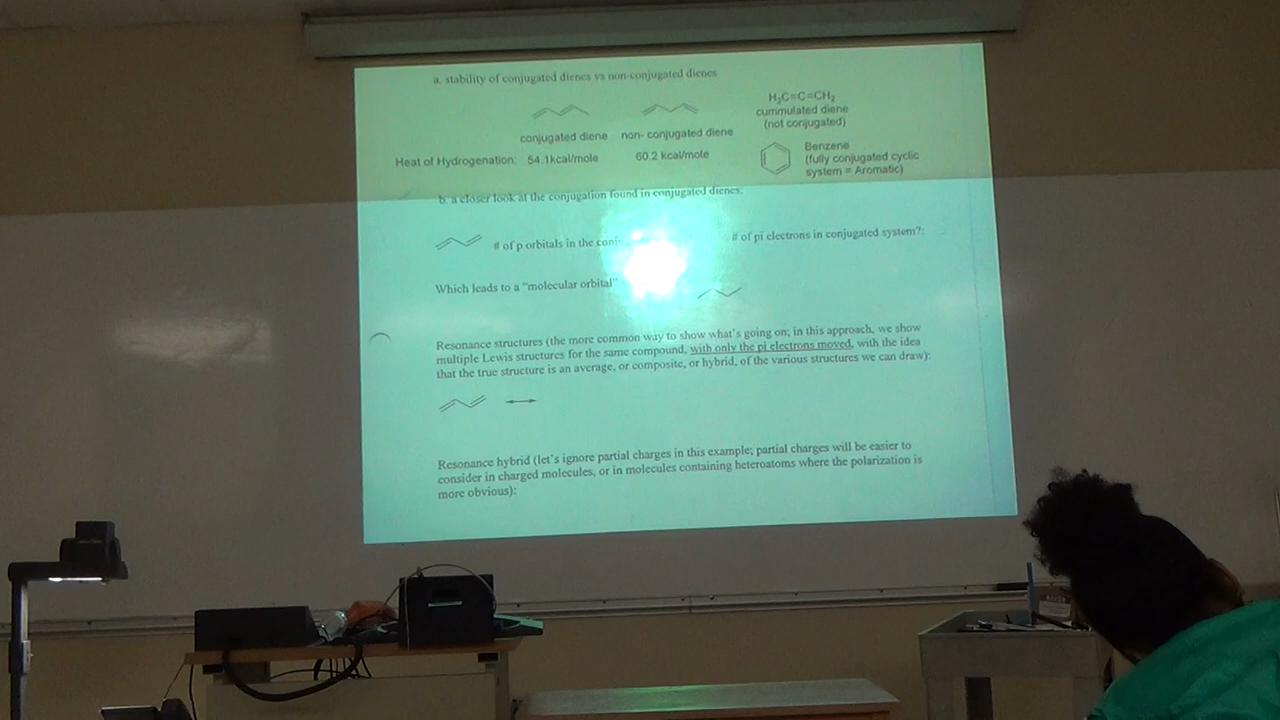 a. stability of conjugated dienes vs non-conjugated dienes
H₂C=C=CH₂
cummulated diene
(not conjugated)
conjugated diene non- conjugated diene
Heat of Hydrogenation: 54.1kcal/mole 60.2 kcal/mole
Benzene
(fully conjugated cyclic
system = Aromatic)
b. a closer look at the conjugation found in conjugated dienes:
# of p orbitals in the # of pi electrons in conjugated system?:
Which leads to a “molecular orbital”
Resonance structures (the more common way to show what's going on; in this approach, we show
multiple Lewis structures for the same compound, with only the pi electrons moved, with the idea
that the true structure is an average, or composite, or hybrid, of the various structures we can draw):
Resonance hybrid (let's ignore partial charges in this example; partial charges will be easier to
consider in charged molecules, or in molecules containing heteroatoms where the polarization is
more obvious):